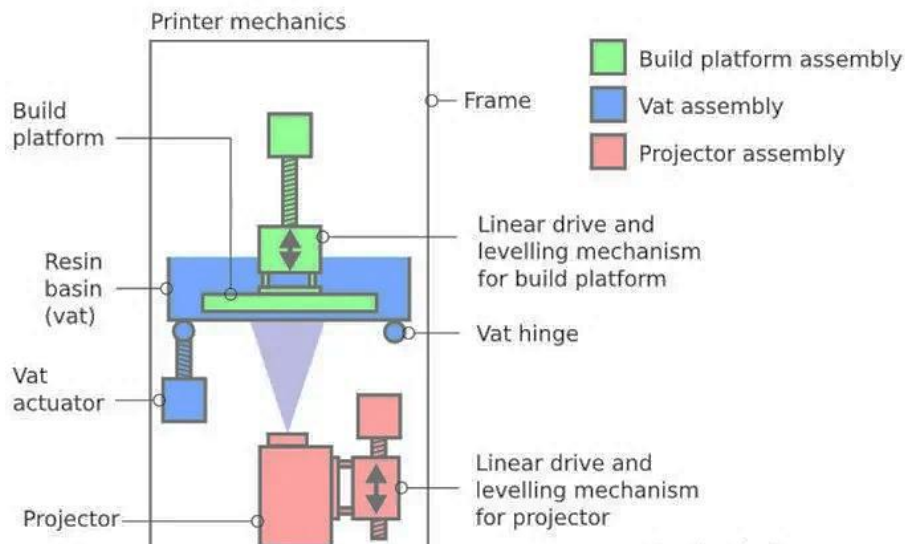 Printer mechanics
Build platform assembly
Vat assembly
Projector assembly
Frame
Build
platform
Linear drive and
levelling mechanism
for build platform
Resin
basin
(vat)
Vat hinge
Vat
actuator
Linear drive and
levelling mechanism
for projector
Projector